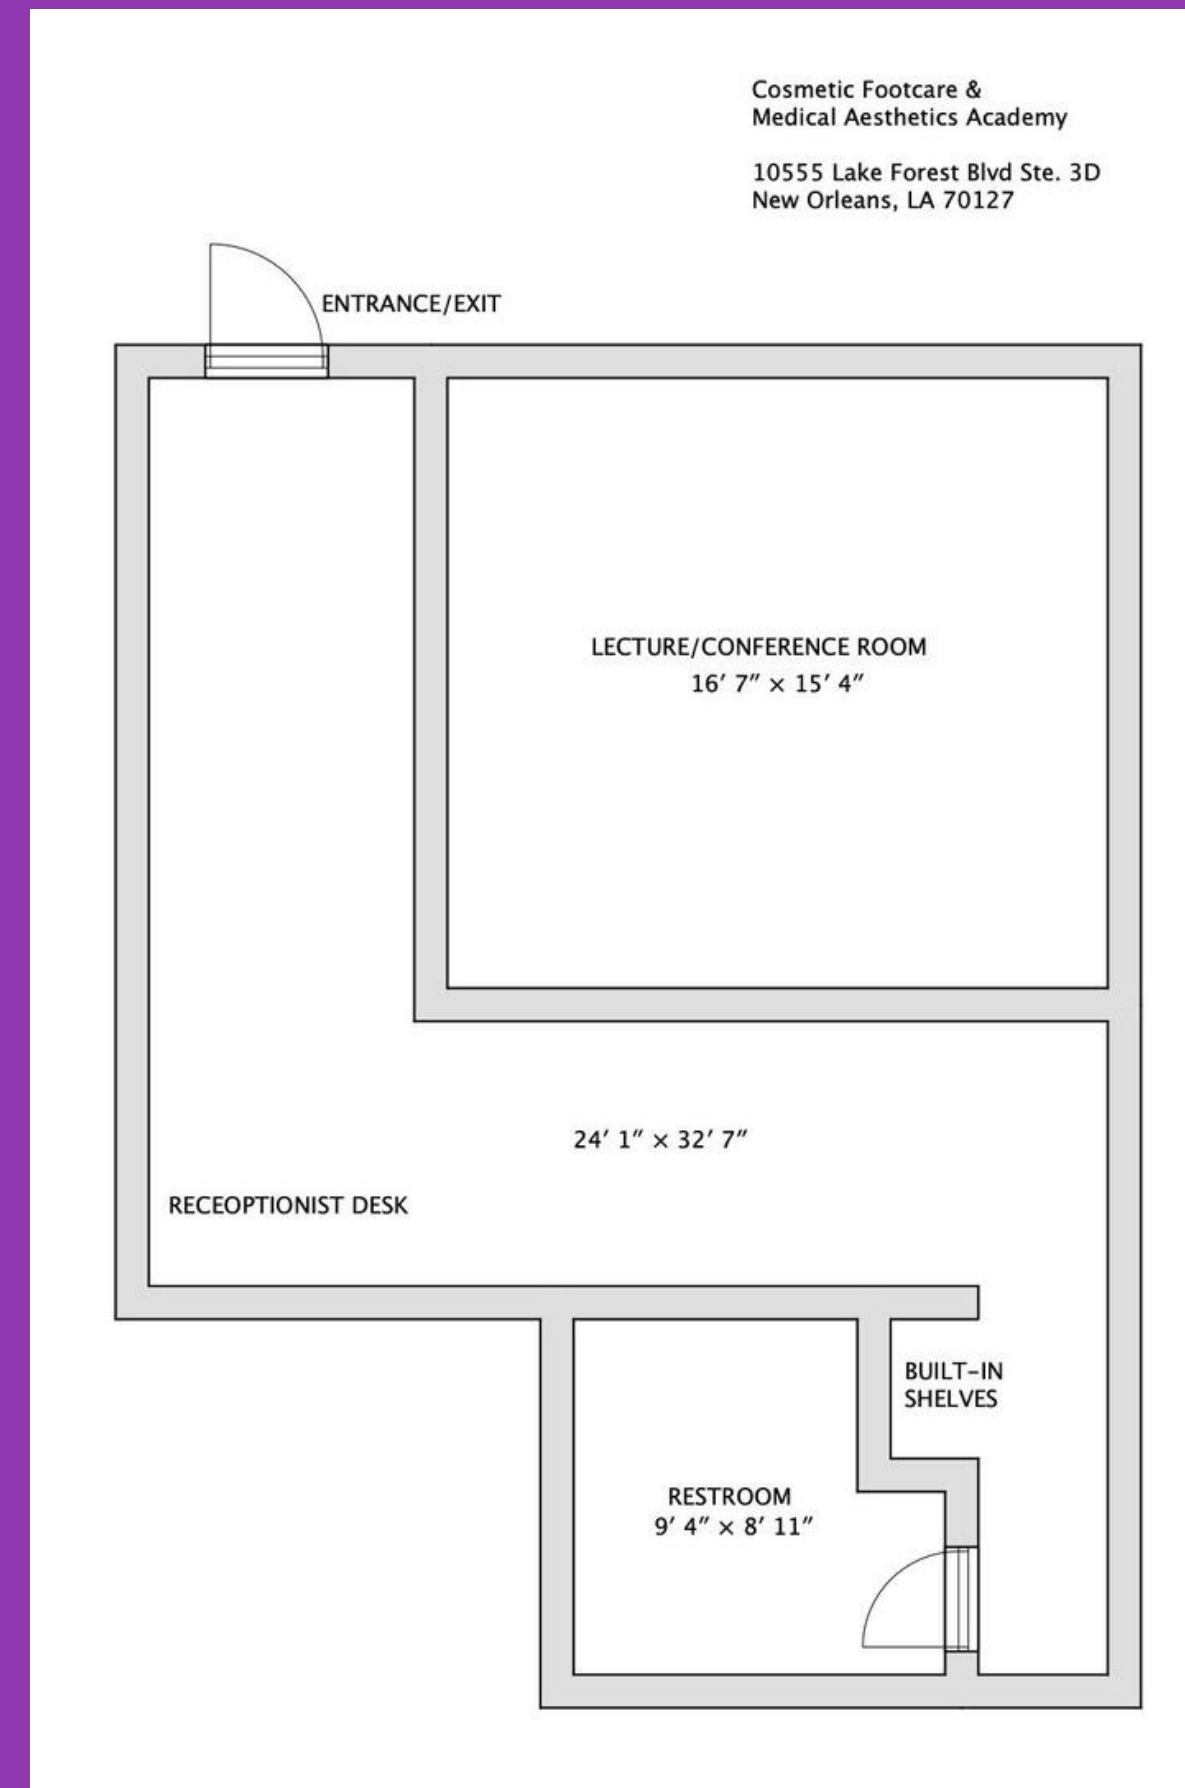 Cosmetic Footcare &
Medical Aesthetics Academy
10555 Lake Forest Blvd Ste. 3D
New Orleans, LA 70127
ENTRANCE/EXIT
LECTURE/CONFERENCE ROOM
16′ 7″ × 15′ 4″
24′ 1″ × 32′ 7″
RECEOPTIONIST DESK
BUILT-IN
SHELVES
RESTROOM
9′ 4″ × 8′ 11″